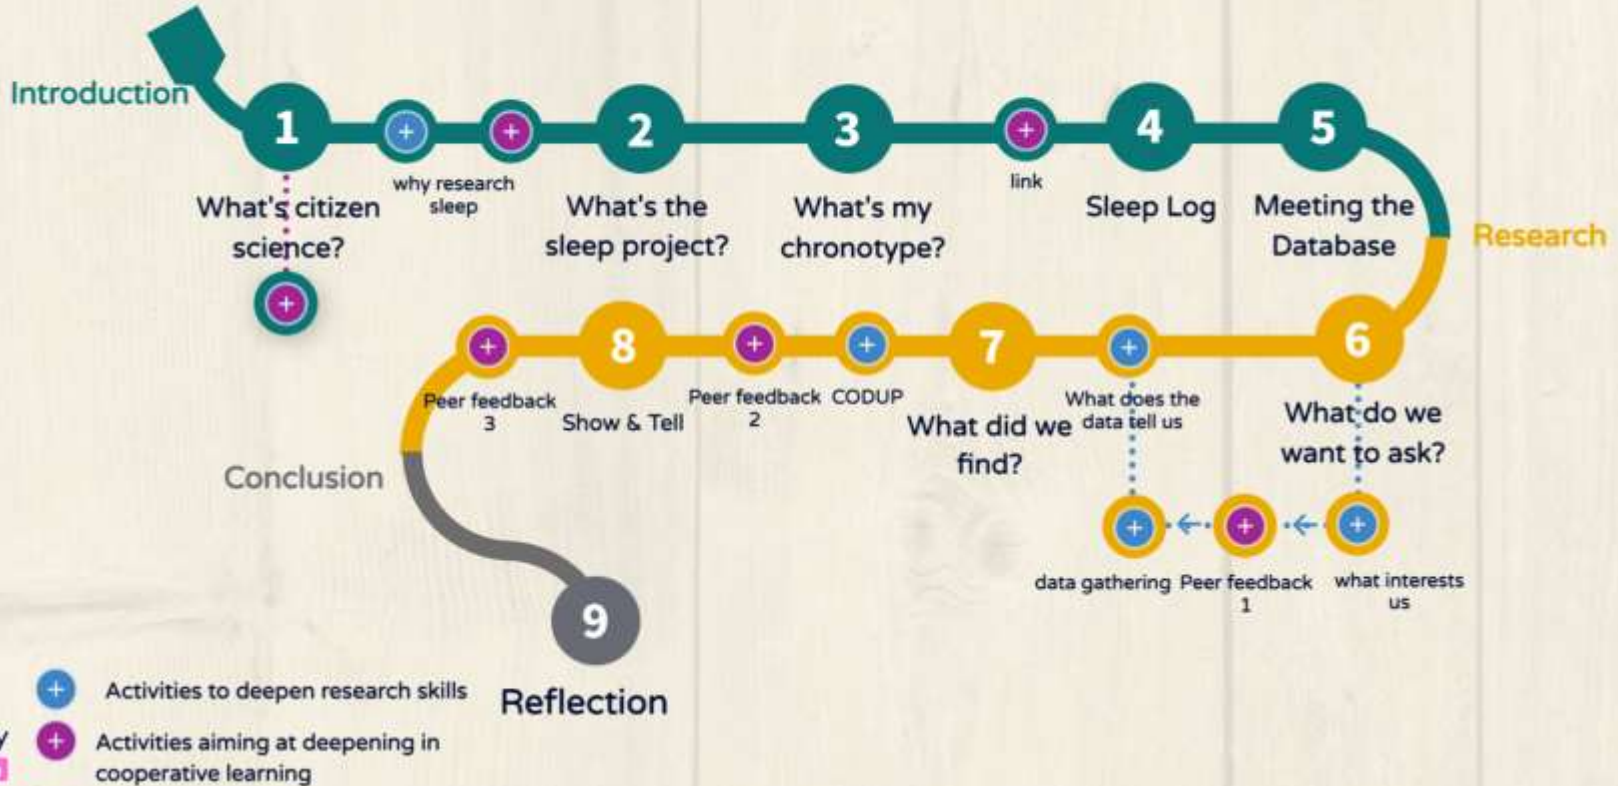 Introduction
1
2
3
4
5
why research
sleep
link
What's citizen
science?
What's the
sleep project?
What's my
chronotype?
Sleep Log
Meeting the
Database
Research
8
7
6
Peer feedback
3
Show & Tell
Peer feedback
2
CODUP
What did we
find?
What does the
data tell us
What do we
want to ask?
Conclusion
data gathering
Peer feedback
1
what interests
us
9
Reflection
Activities to deepen research skills
Activities aiming at deepening in
cooperative learning